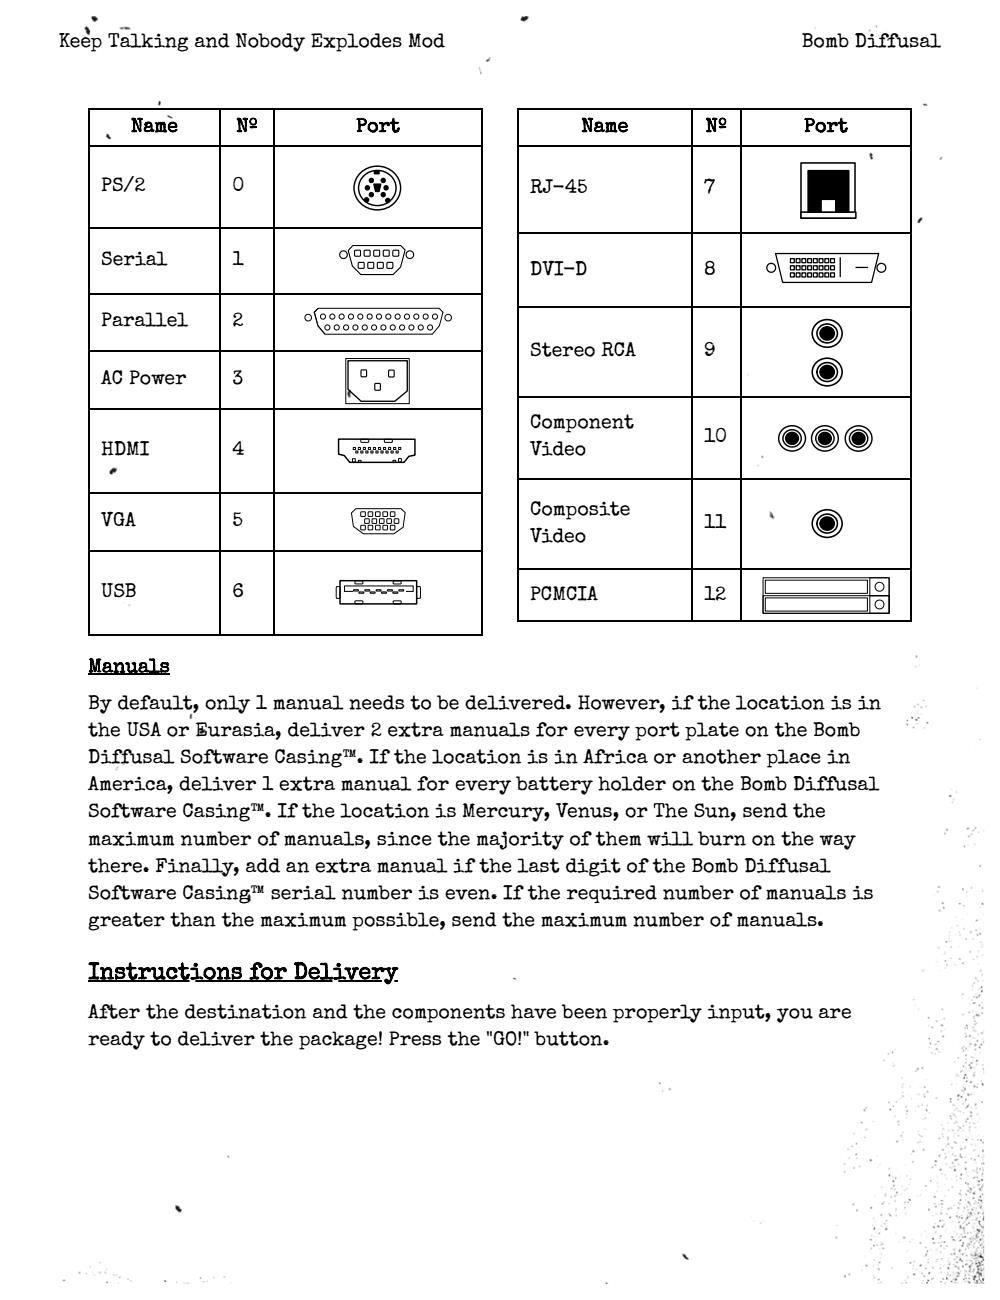 Keep Talking and Nobody Explodes Mod
Bomb Diffusal
Name Nº Port
PS/2 0
Serial 1
Parallel 2
AC Power 3
HDMI 4
VGA 5
USB 6
Name Nº Port
RJ-45 7
DVI-D 8
Stereo RCA 9
Component
Video 10
Composite
Video 11
PCMCIA 12
Manuals
By default, only 1 manual needs to be delivered. However, if the location is in
the USA or Eurasia, deliver 2 extra manuals for every port plate on the Bomb
Diffusal Software Casing™. If the location is in Africa or another place in
America, deliver 1 extra manual for every battery holder on the Bomb Diffusal
Software Casing™. If the location is Mercury, Venus, or The Sun, send the
maximum number of manuals, since the majority of them will burn on the way
there. Finally, add an extra manual if the last digit of the Bomb Diffusal
Software Casing™ serial number is even. If the required number of manuals is
greater than the maximum possible, send the maximum number of manuals.
Instructions for Delivery
After the destination and the components have been properly input, you are
ready to deliver the package! Press the "GO!" button.